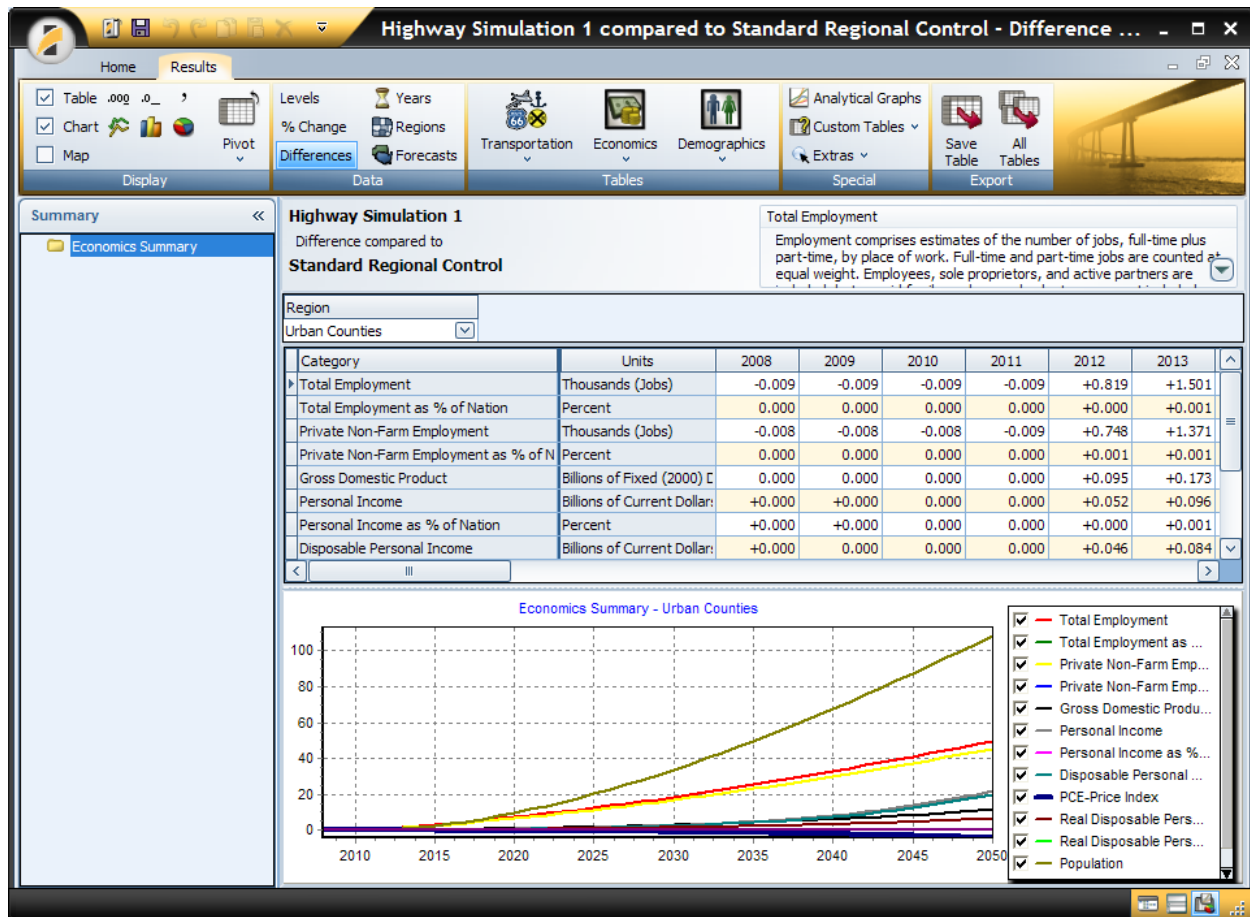 Highway Simulation 1 compared to Standard Regional Control - Difference ...
Home Results
Table .000 .0_ ,
Chart
Map
Pivot
Display
Levels Years
% Change Regions
Differences Forecasts
Data
Transportation Economics Demographics
66
Tables
Analytical Graphs
Custom Tables
Extras
Special
Save Table
All Tables
Export
Summary «
Economics Summary
Highway Simulation 1
Difference compared to
Standard Regional Control
Total Employment
Employment comprises estimates of the number of jobs, full-time plus
part-time, by place of work. Full-time and part-time jobs are counted at
equal weight. Employees, sole proprietors, and active partners are
Region
Urban Counties
Category Units 2008 2009 2010 2011 2012 2013
Total Employment Thousands (Jobs) -0.009 -0.009 -0.009 -0.009 +0.819 +1.501
Total Employment as % of Nation Percent 0.000 0.000 0.000 0.000 +0.000 +0.001
Private Non-Farm Employment Thousands (Jobs) -0.008 -0.008 -0.008 -0.009 +0.748 +1.371
Private Non-Farm Employment as % of N Percent 0.000 0.000 0.000 0.000 +0.001 +0.001
Gross Domestic Product Billions of Fixed (2000) D 0.000 0.000 0.000 0.000 +0.095 +0.173
Personal Income Billions of Current Dollars +0.000 +0.000 0.000 0.000 +0.052 +0.096
Personal Income as % of Nation Percent +0.000 +0.000 0.000 0.000 +0.000 +0.001
Disposable Personal Income Billions of Current Dollars +0.000 0.000 0.000 0.000 +0.046 +0.084
Economics Summary - Urban Counties
100
80
60
40
20
0
2010 2015 2020 2025 2030 2035 2040 2045 2050
Total Employment
Total Employment as ...
Private Non-Farm Emp...
Private Non-Farm Emp...
Gross Domestic Produ...
Personal Income
Personal Income as %...
Disposable Personal ...
PCE-Price Index
Real Disposable Pers...
Real Disposable Pers...
Population